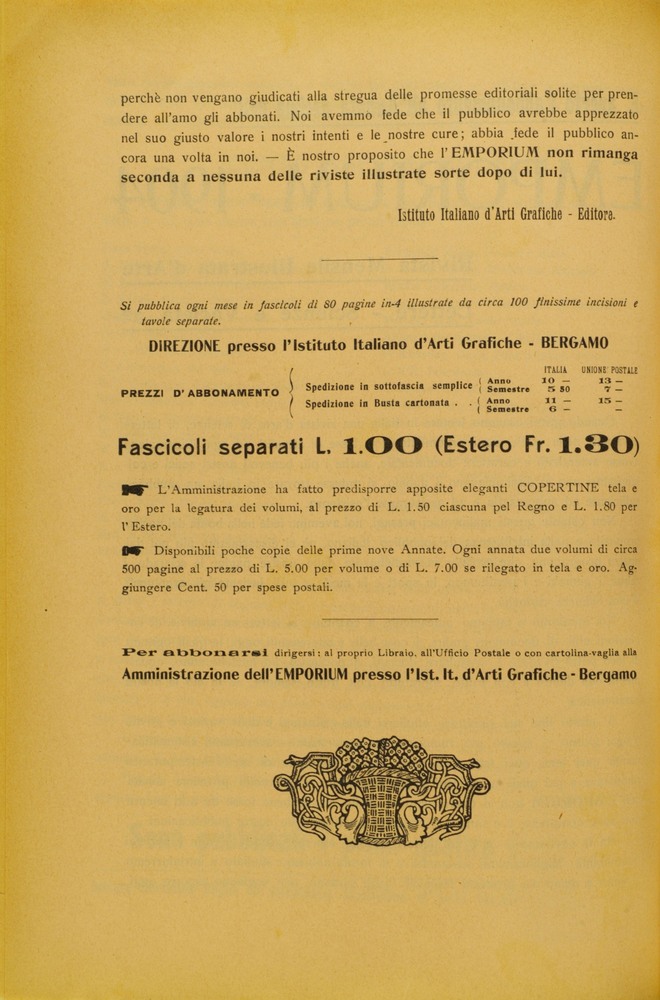 perchè non vengano giudicati alla stregua delle promesse editoriali solite per pren-
dere all'amo gli abbonati. Noi avemmo fede che il pubblico avrebbe apprezzato
nel suo giusto valore i nostri intenti e le nostre cure; abbia fede il pubblico an-
cora una volta in noi. — È nostro proposito che l'EMPORIUM non rimanga
seconda a nessuna delle riviste illustrate sorte dopo di lui.
Istituto Italiano d'Arti Grafiche - Editore.
Si pubblica ogni mese in fascicoli di 80 pagine in-4 illustrate da circa 100 finissime incisioni e
tavole separate.
DIREZIONE presso l'Istituto Italiano d'Arti Grafiche - BERGAMO
ITALIA UNIONE POSTALE
PREZZI D'ABBONAMENTO
Spedizione in sottofascia semplice
Anno 10 — 13 —
Semestre 5 80 7 —
Spedizione in Busta cartonata . .
Anno 11 — 15 —
Semestre 6 — —
Fascicoli separati L. 1.00 (Estero Fr. 1.30)
☛ L'Amministrazione ha fatto predisporre apposite eleganti COPERTINE tela e
oro per la legatura dei volumi, al prezzo di L. 1.50 ciascuna pel Regno e L. 1.80 per
l'Estero.
☛ Disponibili poche copie delle prime nove Annate. Ogni annata due volumi di circa
500 pagine al prezzo di L. 5.00 per volume o di L. 7.00 se rilegato in tela e oro. Ag-
giungere Cent. 50 per spese postali.
Per abbonarsi dirigersi: al proprio Libraio, all'Ufficio Postale o con cartolina-vaglia alla
Amministrazione dell'EMPORIUM presso l'Ist. It. d'Arti Grafiche - Bergamo